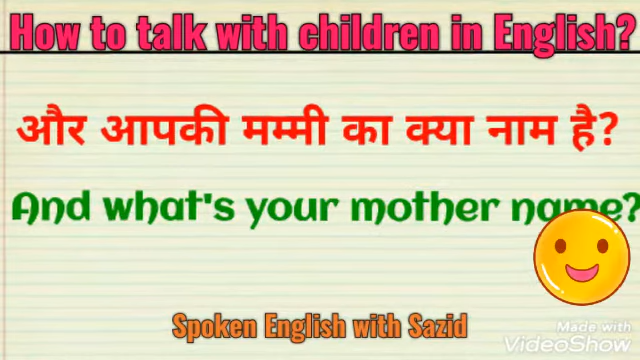 How to talk with children in English?
और आपकी मम्मी का क्या नाम है?
And what's your mother name?
Spoken English with Sazid
Made with
VideoShow